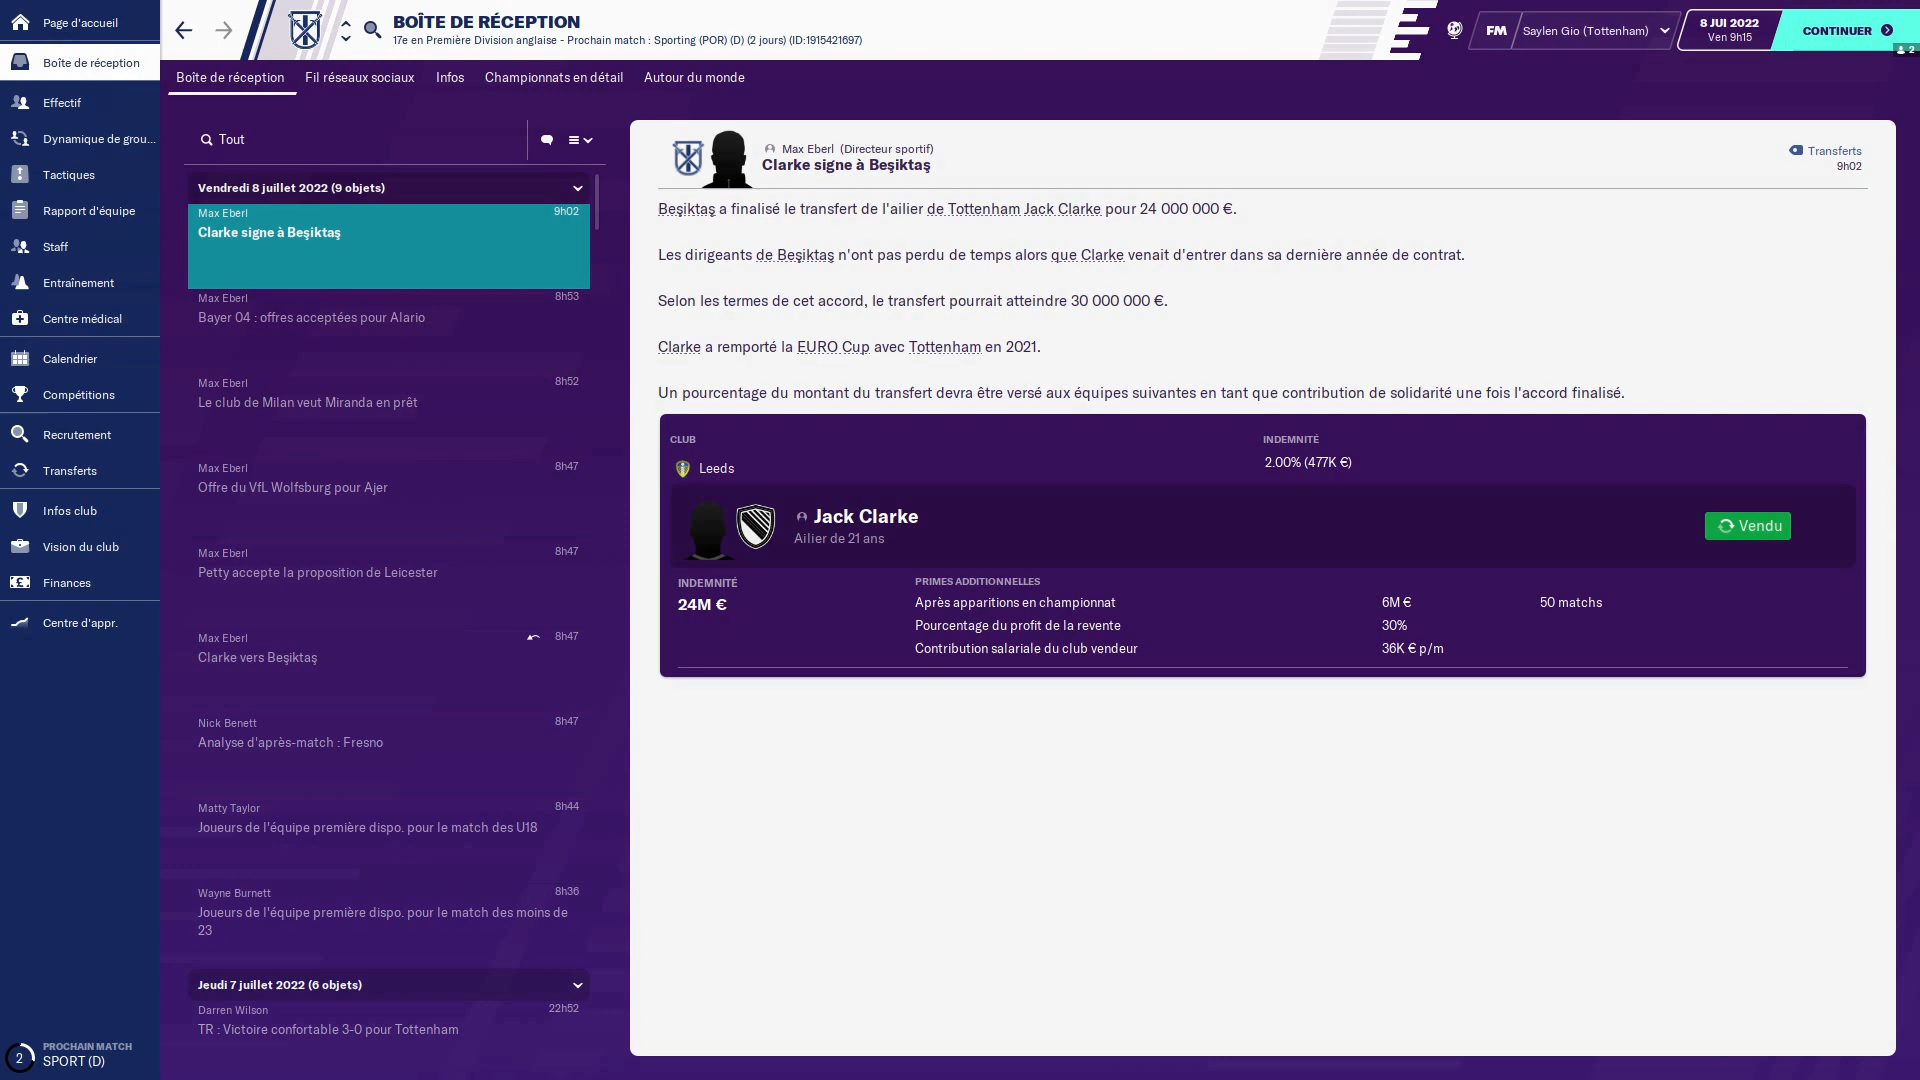 Page d'accueil
Boîte de réception
Effectif
Dynamique de grou...
Tactiques
Rapport d'équipe
Staff
Entraînement
Centre médical
Calendrier
Compétitions
Recrutement
Transferts
Infos club
Vision du club
Finances
Centre d'appr.
2
PROCHAIN MATCH
SPORT (D)
BOÎTE DE RÉCEPTION
17e en Première Division anglaise - Prochain match : Sporting (POR) (D) (2 jours) (ID:1915421697)
FM
Saylen Gio (Tottenham)
8 JUI 2022
Ven 9h15
CONTINUER
2
Boîte de réception
Fil réseaux sociaux
Infos
Championnats en détail
Autour du monde
Tout
Vendredi 8 juillet 2022 (9 objets)
Max Eberl 9h02
Clarke signe à Beşiktaş
Max Eberl 8h53
Bayer 04 : offres acceptées pour Alario
Max Eberl 8h52
Le club de Milan veut Miranda en prêt
Max Eberl 8h47
Offre du VfL Wolfsburg pour Ajer
Max Eberl 8h47
Petty accepte la proposition de Leicester
Max Eberl 8h47
Clarke vers Beşiktaş
Nick Benett 8h47
Analyse d'après-match : Fresno
Matty Taylor 8h44
Joueurs de l'équipe première dispo. pour le match des U18
Wayne Burnett 8h36
Joueurs de l'équipe première dispo. pour le match des moins de
23
Jeudi 7 juillet 2022 (6 objets)
Darren Wilson 22h52
TR : Victoire confortable 3-0 pour Tottenham
Max Eberl (Directeur sportif)
Clarke signe à Beşiktaş
Transferts
9h02
Beşiktaş a finalisé le transfert de l'ailier de Tottenham Jack Clarke pour 24 000 000 €.
Les dirigeants de Beşiktaş n'ont pas perdu de temps alors que Clarke venait d'entrer dans sa dernière année de contrat.
Selon les termes de cet accord, le transfert pourrait atteindre 30 000 000 €.
Clarke a remporté la EURO Cup avec Tottenham en 2021.
Un pourcentage du montant du transfert devra être versé aux équipes suivantes en tant que contribution de solidarité une fois l'accord finalisé.
CLUB INDEMNITÉ
Leeds 2.00% (477K €)
Jack Clarke
Ailier de 21 ans
Vendu
INDEMNITÉ
24M €
PRIMES ADDITIONNELLES
Après apparitions en championnat 6M € 50 matchs
Pourcentage du profit de la revente 30%
Contribution salariale du club vendeur 36K € p/m